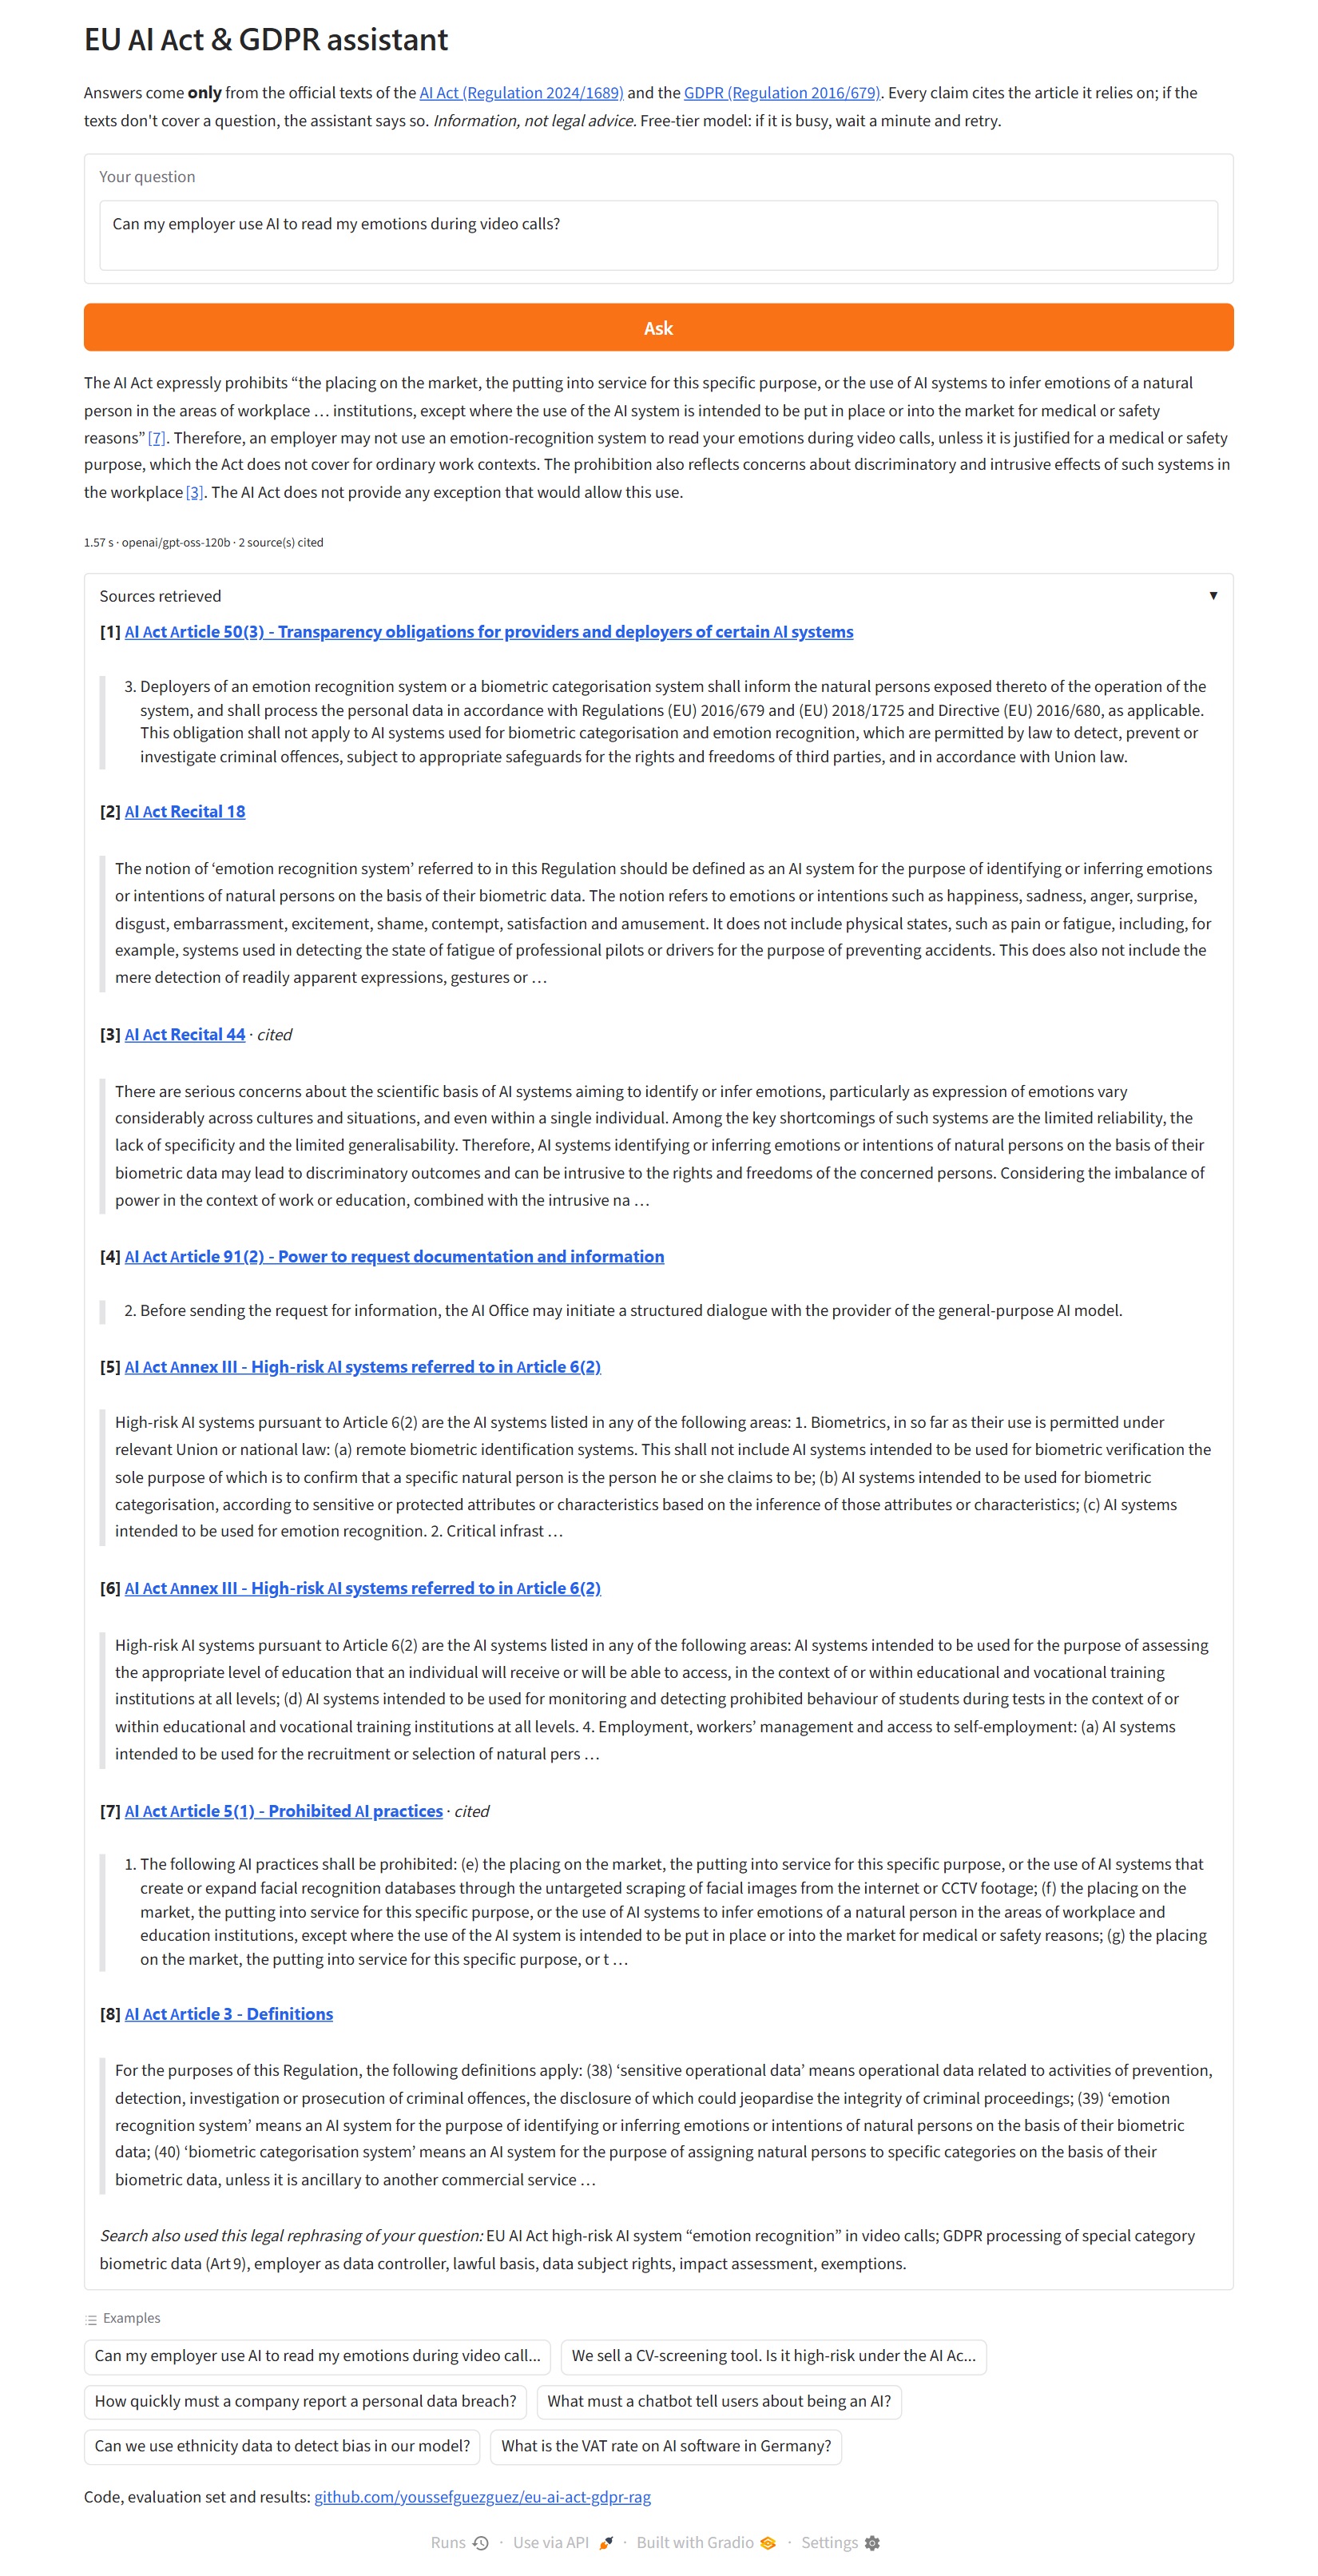 EU AI Act & GDPR assistant
Answers come only from the official texts of the AI Act (Regulation 2024/1689) and the GDPR (Regulation 2016/679). Every claim cites the article it relies on; if the
texts don't cover a question, the assistant says so. Information, not legal advice. Free-tier model: if it is busy, wait a minute and retry.
Your question
Can my employer use AI to read my emotions during video calls?
Ask
The AI Act expressly prohibits “the placing on the market, the putting into service for this specific purpose, or the use of AI systems to infer emotions of a natural
person in the areas of workplace … institutions, except where the use of the AI system is intended to be put in place or into the market for medical or safety
reasons” [7]. Therefore, an employer may not use an emotion-recognition system to read your emotions during video calls, unless it is justified for a medical or safety
purpose, which the Act does not cover for ordinary work contexts. The prohibition also reflects concerns about discriminatory and intrusive effects of such systems in
the workplace [3]. The AI Act does not provide any exception that would allow this use.
1.57 s · openai/gpt-oss-120b · 2 source(s) cited
Sources retrieved ▼
[1] AI Act Article 50(3) - Transparency obligations for providers and deployers of certain AI systems
3. Deployers of an emotion recognition system or a biometric categorisation system shall inform the natural persons exposed thereto of the operation of the
system, and shall process the personal data in accordance with Regulations (EU) 2016/679 and (EU) 2018/1725 and Directive (EU) 2016/680, as applicable.
This obligation shall not apply to AI systems used for biometric categorisation and emotion recognition, which are permitted by law to detect, prevent or
investigate criminal offences, subject to appropriate safeguards for the rights and freedoms of third parties, and in accordance with Union law.
[2] AI Act Recital 18
The notion of ‘emotion recognition system’ referred to in this Regulation should be defined as an AI system for the purpose of identifying or inferring emotions
or intentions of natural persons on the basis of their biometric data. The notion refers to emotions or intentions such as happiness, sadness, anger, surprise,
disgust, embarrassment, excitement, shame, contempt, satisfaction and amusement. It does not include physical states, such as pain or fatigue, including, for
example, systems used in detecting the state of fatigue of professional pilots or drivers for the purpose of preventing accidents. This does also not include the
mere detection of readily apparent expressions, gestures or …
[3] AI Act Recital 44 · cited
There are serious concerns about the scientific basis of AI systems aiming to identify or infer emotions, particularly as expression of emotions vary
considerably across cultures and situations, and even within a single individual. Among the key shortcomings of such systems are the limited reliability, the
lack of specificity and the limited generalisability. Therefore, AI systems identifying or inferring emotions or intentions of natural persons on the basis of their
biometric data may lead to discriminatory outcomes and can be intrusive to the rights and freedoms of the concerned persons. Considering the imbalance of
power in the context of work or education, combined with the intrusive na …
[4] AI Act Article 91(2) - Power to request documentation and information
2. Before sending the request for information, the AI Office may initiate a structured dialogue with the provider of the general-purpose AI model.
[5] AI Act Annex III - High-risk AI systems referred to in Article 6(2)
High-risk AI systems pursuant to Article 6(2) are the AI systems listed in any of the following areas: 1. Biometrics, in so far as their use is permitted under
relevant Union or national law: (a) remote biometric identification systems. This shall not include AI systems intended to be used for biometric verification the
sole purpose of which is to confirm that a specific natural person is the person he or she claims to be; (b) AI systems intended to be used for biometric
categorisation, according to sensitive or protected attributes or characteristics based on the inference of those attributes or characteristics; (c) AI systems
intended to be used for emotion recognition. 2. Critical infrast …
[6] AI Act Annex III - High-risk AI systems referred to in Article 6(2)
High-risk AI systems pursuant to Article 6(2) are the AI systems listed in any of the following areas: AI systems intended to be used for the purpose of assessing
the appropriate level of education that an individual will receive or will be able to access, in the context of or within educational and vocational training
institutions at all levels; (d) AI systems intended to be used for monitoring and detecting prohibited behaviour of students during tests in the context of or
within educational and vocational training institutions at all levels. 4. Employment, workers’ management and access to self-employment: (a) AI systems
intended to be used for the recruitment or selection of natural pers …
[7] AI Act Article 5(1) - Prohibited AI practices · cited
1. The following AI practices shall be prohibited: (e) the placing on the market, the putting into service for this specific purpose, or the use of AI systems that
create or expand facial recognition databases through the untargeted scraping of facial images from the internet or CCTV footage; (f) the placing on the
market, the putting into service for this specific purpose, or the use of AI systems to infer emotions of a natural person in the areas of workplace and
education institutions, except where the use of the AI system is intended to be put in place or into the market for medical or safety reasons; (g) the placing
on the market, the putting into service for this specific purpose, or t …
[8] AI Act Article 3 - Definitions
For the purposes of this Regulation, the following definitions apply: (38) ‘sensitive operational data’ means operational data related to activities of prevention,
detection, investigation or prosecution of criminal offences, the disclosure of which could jeopardise the integrity of criminal proceedings; (39) ‘emotion
recognition system’ means an AI system for the purpose of identifying or inferring emotions or intentions of natural persons on the basis of their biometric
data; (40) ‘biometric categorisation system’ means an AI system for the purpose of assigning natural persons to specific categories on the basis of their
biometric data, unless it is ancillary to another commercial service …
Search also used this legal rephrasing of your question: EU AI Act high-risk AI system “emotion recognition” in video calls; GDPR processing of special category
biometric data (Art 9), employer as data controller, lawful basis, data subject rights, impact assessment, exemptions.
Examples
Can my employer use AI to read my emotions during video call...
We sell a CV-screening tool. Is it high-risk under the AI Ac...
How quickly must a company report a personal data breach?
What must a chatbot tell users about being an AI?
Can we use ethnicity data to detect bias in our model?
What is the VAT rate on AI software in Germany?
Code, evaluation set and results: github.com/youssefguezguez/eu-ai-act-gdpr-rag
Runs · Use via API · Built with Gradio · Settings